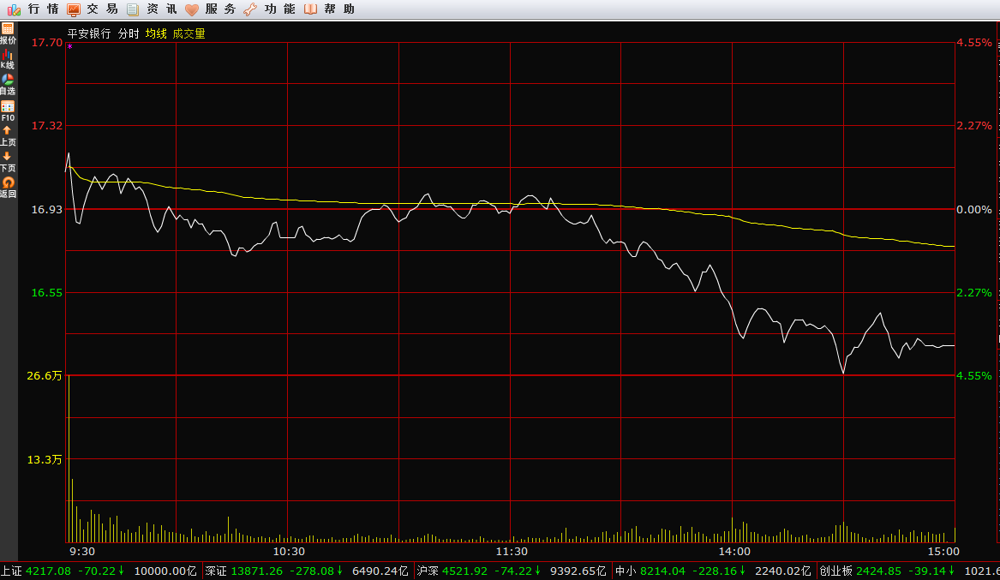 行 情 交 易 资 讯 服 务 功 能 帮 助
报价
K线
自选
F10
上页
下页
返回
平安银行 分时 均线 成交量
17.70 4.55%
17.32 2.27%
16.93 0.00%
16.55 2.27%
26.6万 4.55%
13.3万
9:30 10:30 11:30 14:00 15:00
上证 4217.08 -70.22↓ 10000.00亿 深证 13871.26 -278.08↓ 6490.24亿 沪深 4521.92 -74.22↓ 9392.65亿 中小 8214.04 -228.16↓ 2240.02亿 创业板 2424.85 -39.14↓ 1021.6